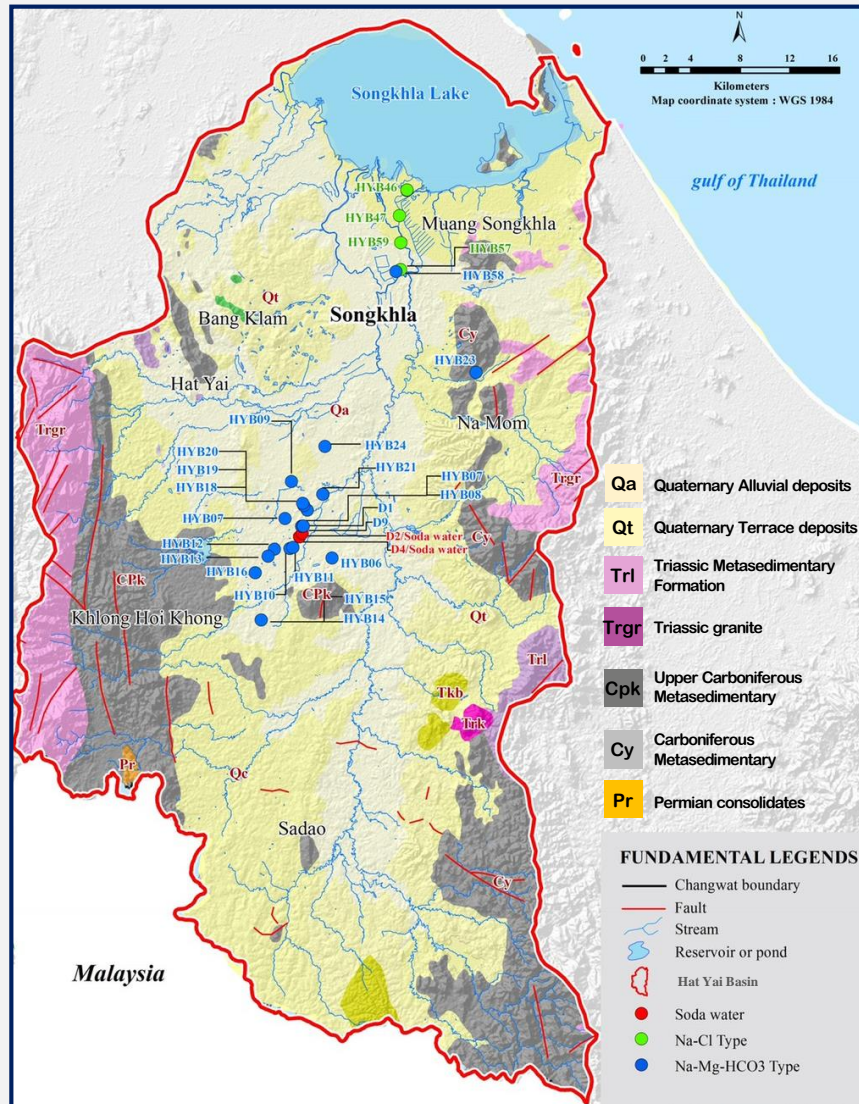 N
0 2 4 8 12 16
Kilometers
Map coordinate system : WGS 1984
Songkhla Lake
gulf of Thailand
HYB46
HYB47
Muang Songkhla
HYB59
HYB57
HYB58
Qt
Bang Klam
Songkhla
Cy
HYB23
Hat Yai
Qa
Na Mom
Trgr
HYB09
HYB24
HYB20
HYB19
HYB21
HYB18
HYB07
HYB08
Trgr
HYB07
D1
D9
Cy
HYB12
D2/Soda water
HYB13
D4/Soda water
HYB16
HYB06
HYB11
CPk
HYB10
CPk
HYB15
Khlong Hoi Khong
HYB14
Qt
Trl
Tkb
Trk
Pr
Qc
Sadao
Cy
Malaysia
Qa Quaternary Alluvial deposits
Qt Quaternary Terrace deposits
Trl Triassic Metasedimentary
Formation
Trgr Triassic granite
Cpk Upper Carboniferous
Metasedimentary
Cy Carboniferous
Metasedimentary
Pr Permian consolidates
FUNDAMENTAL LEGENDS
Changwat boundary
Fault
Stream
Reservoir or pond
Hat Yai Basin
Soda water
Na-Cl Type
Na-Mg-HCO3 Type